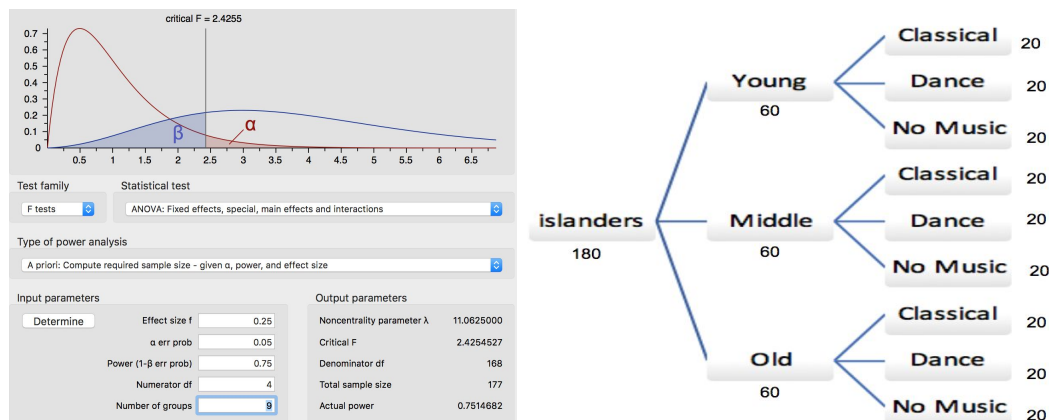 critical F = 2.4255
0.7
0.6
0.5
0.4
0.3
0.2
0.1
0
β
α
0.5 1 1.5 2 2.5 3 3.5 4 4.5 5 5.5 6 6.5
Test family Statistical test
F tests ANOVA: Fixed effects, special, main effects and interactions
Type of power analysis
A priori: Compute required sample size - given α, power, and effect size
Input parameters Output parameters
Determine Effect size f 0.25 Noncentrality parameter λ 11.0625000
α err prob 0.05 Critical F 2.4254527
Power (1-β err prob) 0.75 Denominator df 168
Numerator df 4 Total sample size 177
Number of groups 9 Actual power 0.7514682
islanders
180
Young
60
Classical 20
Dance 20
No Music 20
Middle
60
Classical 20
Dance 20
No Music 20
Old
60
Classical 20
Dance 20
No Music 20